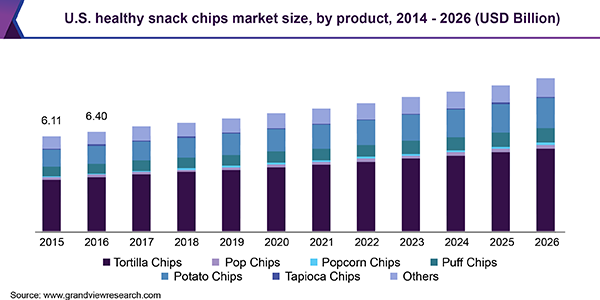 U.S. healthy snack chips market size, by product, 2014 - 2026 (USD Billion)
6.11 6.40
2015 2016 2017 2018 2019 2020 2021 2022 2023 2024 2025 2026
Tortilla Chips Pop Chips Popcorn Chips Puff Chips
Potato Chips Tapioca Chips Others
Source: www.grandviewresearch.com